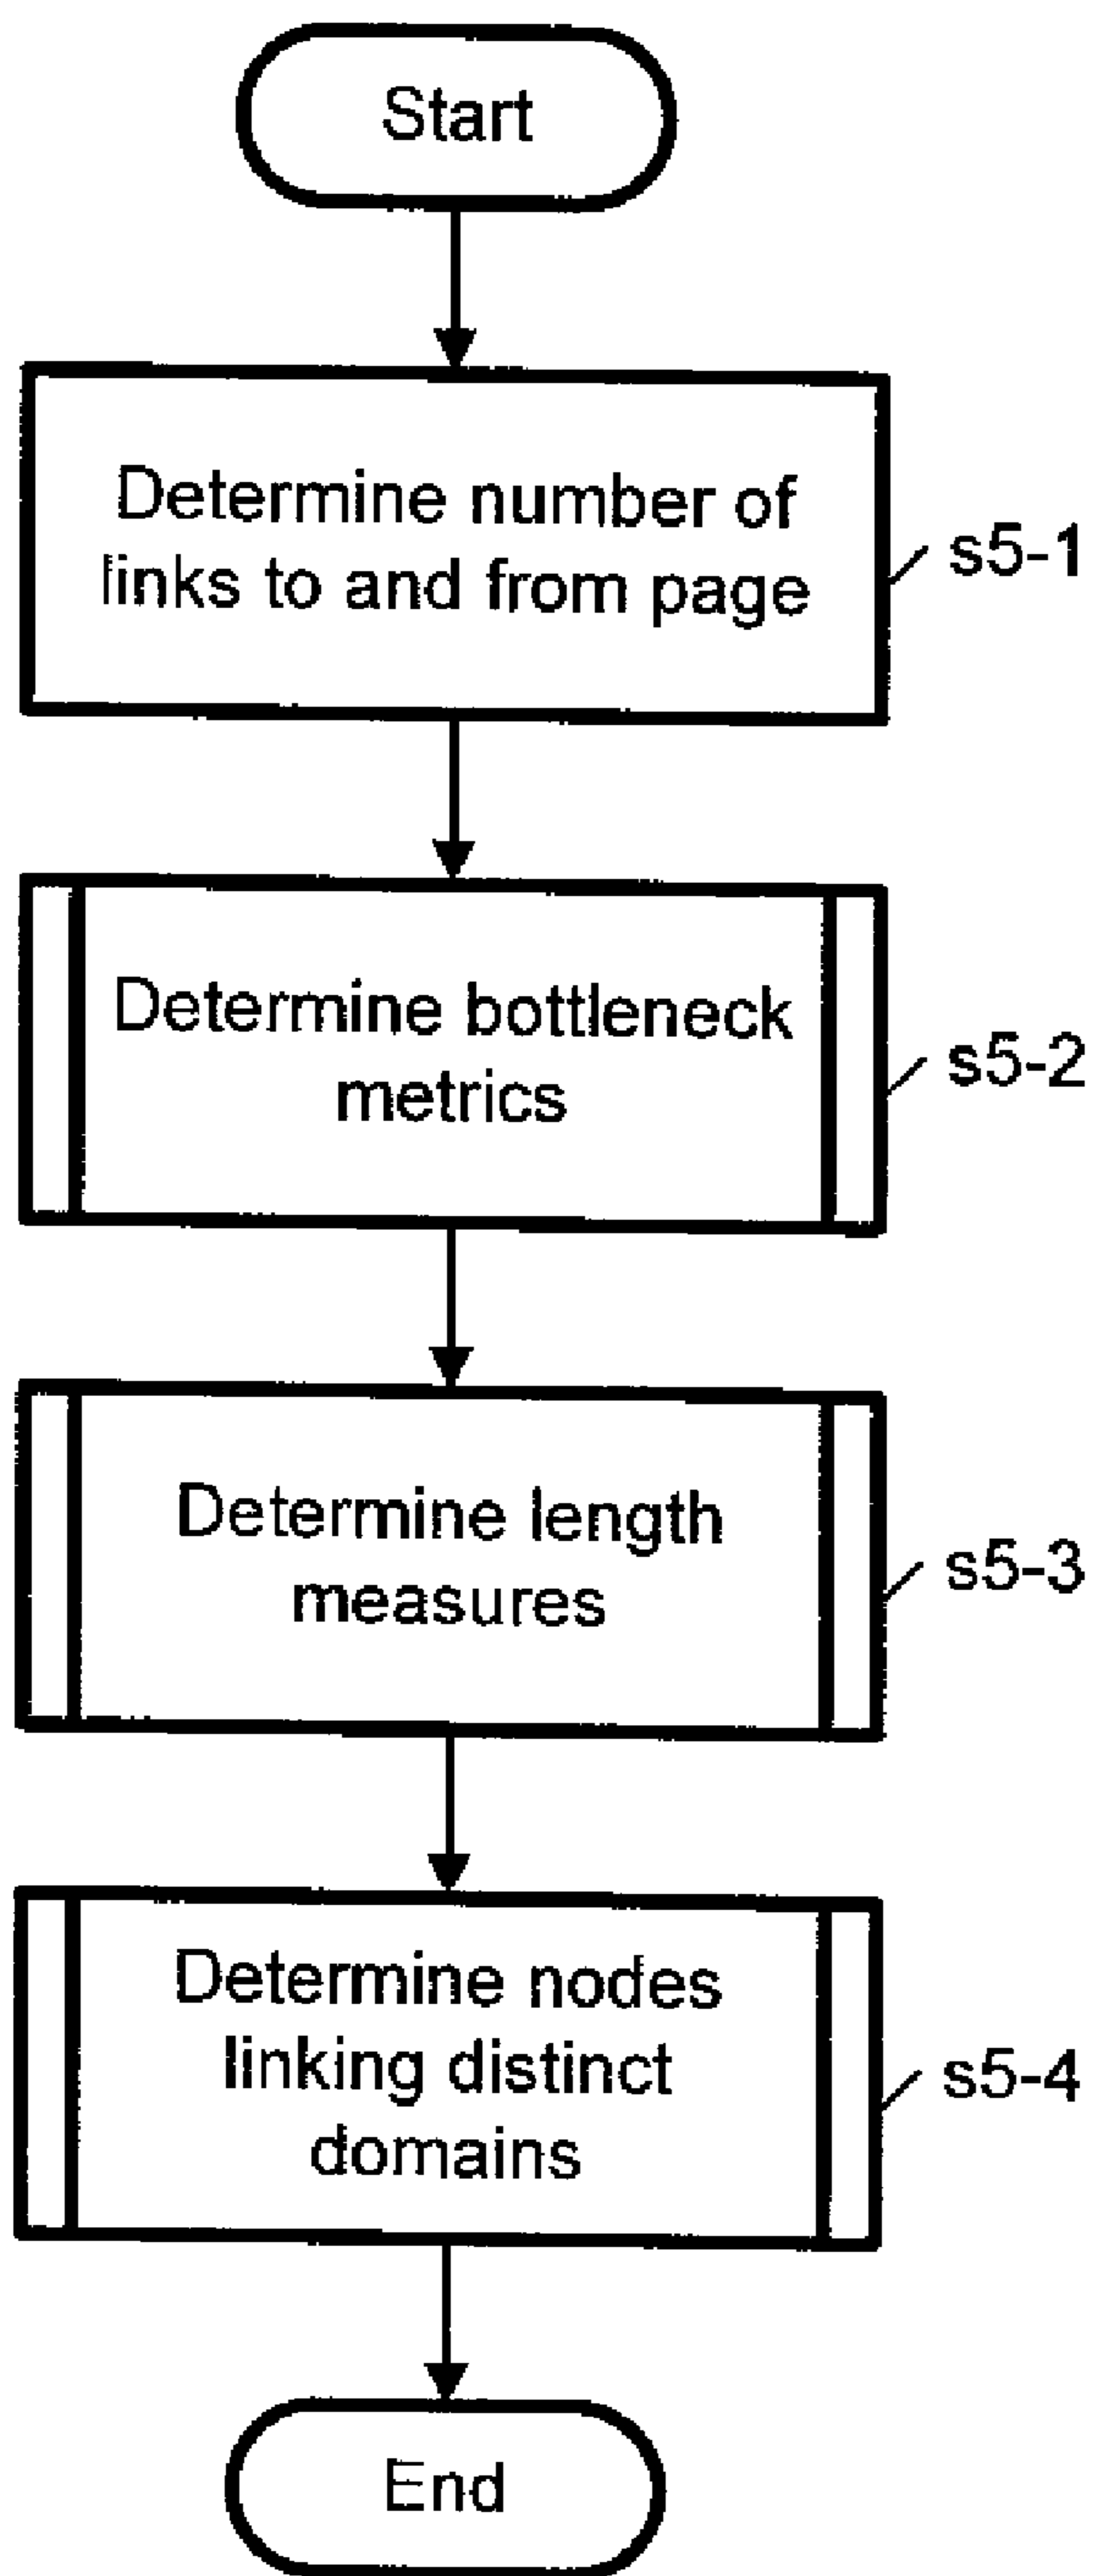 Start
Determine number of
links to and from page
s5-1
Determine bottleneck
metrics
s5-2
Determine length
measures
s5-3
Determine nodes
linking distinct
domains
s5-4
End